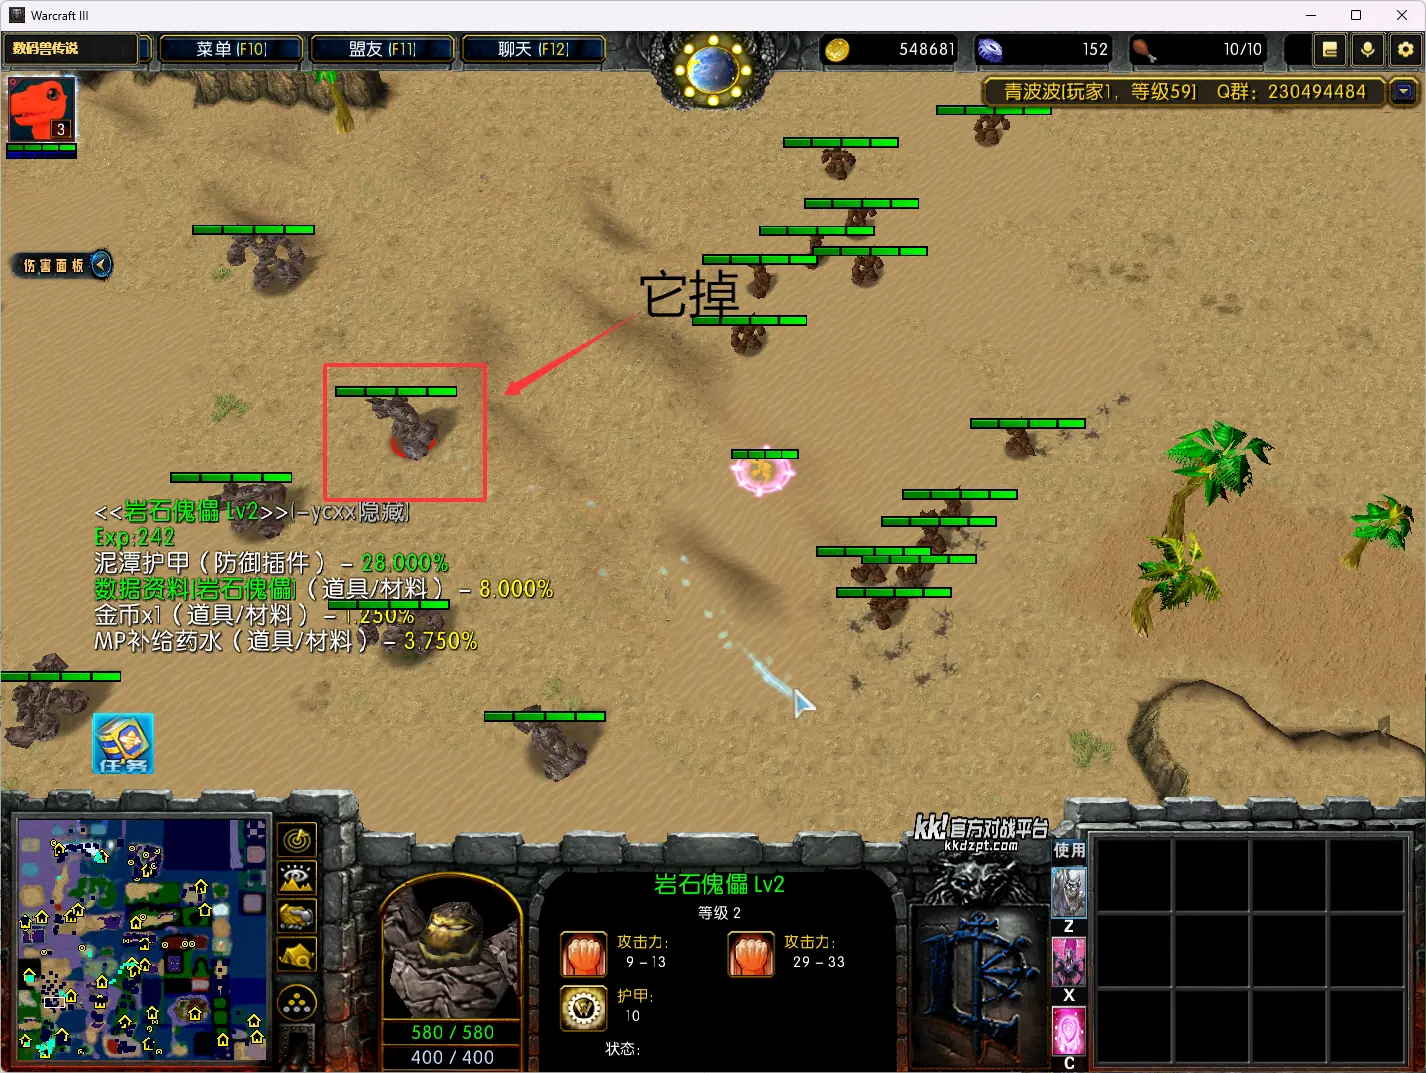 Warcraft III
数码兽传说
菜单 (F10)
盟友 (F11)
聊天 (F12)
548681
152
10/10
青波波[玩家1, 等级59] Q群: 230494484
3
伤害面板
它掉
<<岩石傀儡 Lv2>>(-ycxx隐藏)
Exp:242
泥潭护甲 ( 防御插件 ) - 28.000%
数据资料[岩石傀儡] ( 道具/材料 ) - 8.000%
金币x1 ( 道具/材料 ) - 1.250%
MP补给药水 ( 道具/材料 ) - 3.750%
任务
kk!官方对战平台
kkdzpt.com
使用
Z
X
C
岩石傀儡 Lv2
等级 2
攻击力:
9 - 13
攻击力:
29 - 33
护甲:
10
状态:
580 / 580
400 / 400